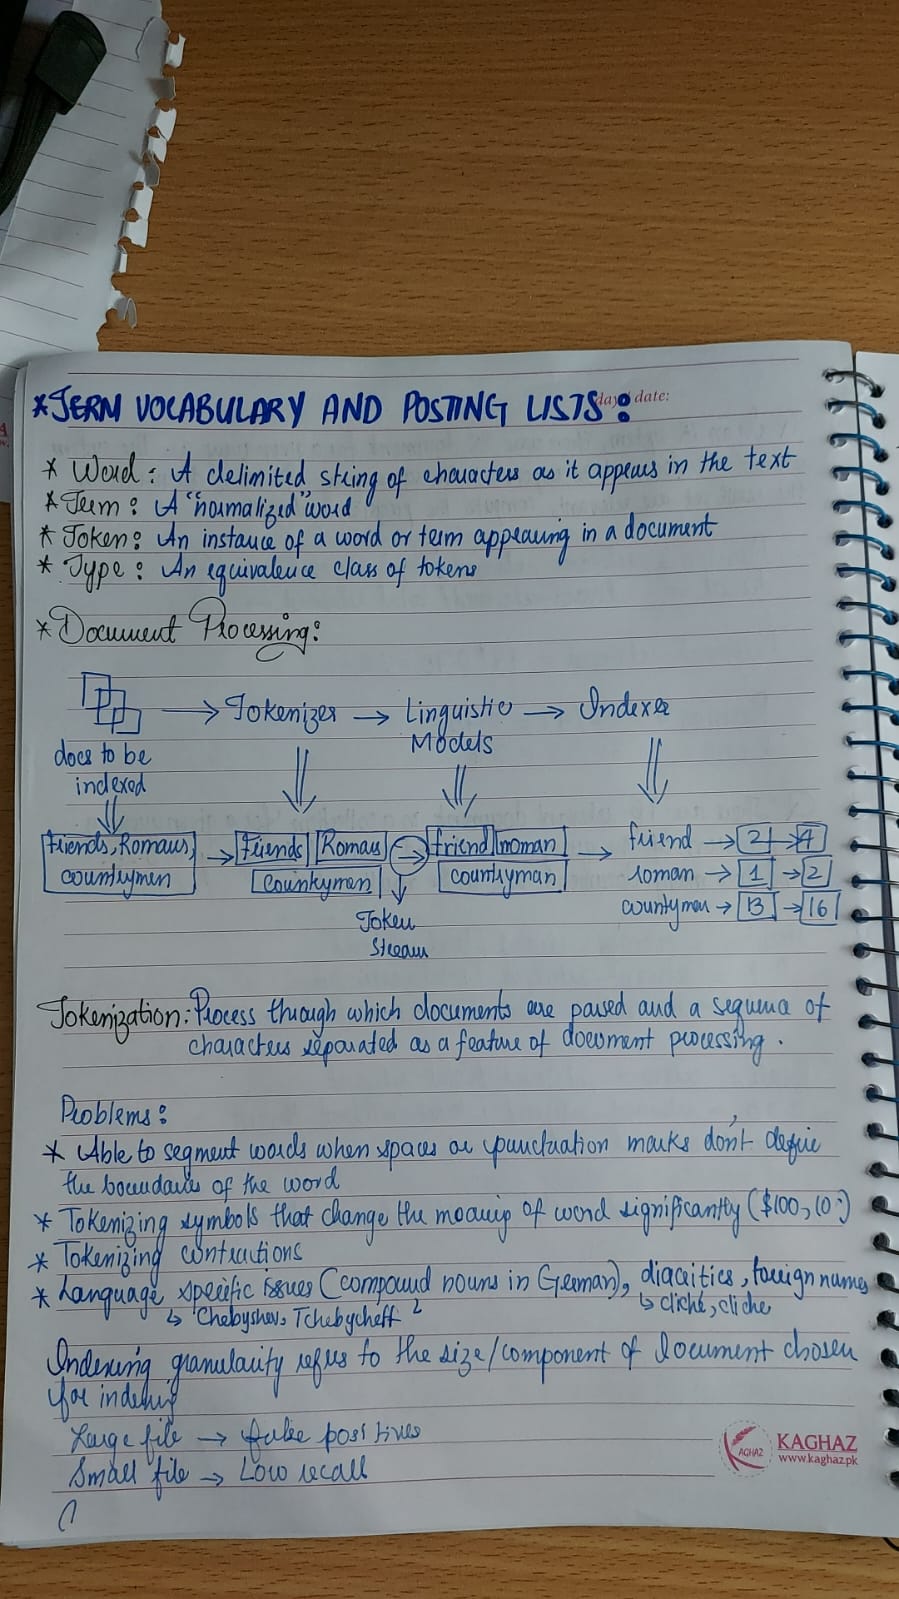 day date:
*TERM VOCABULARY AND POSTING LISTS:
* Word: A delimited string of characters as it appears in the text
* Term: A "normalized" word
* Token: An instance of a word or term appearing in a document
* Type: An equivalence class of tokens
* Document Processing:
→ Tokenizer → Linguistic → Indexer
Models
docs to be
indexed
Friends, Romans, → Friends Roman → friend roman → friend → 2 → 4
countrymen Countrymen countryman roman → 1 → 2
countryman → 13 → 16
Token
Stream
Tokenization: Process through which documents are parsed and a sequence of
characters separated as a feature of document processing.
Problems:
* Able to segment words when spaces or punctuation marks don't define
the boundaries of the word
* Tokenizing symbols that change the meaning of word significantly ($100, 10
* Tokenizing contractions
* Language specific issues (compound nouns in German), diacritics, foreign names
↳ Chebyshev, Tchebycheff ↳ cliché, cliche
Indexing granularity refers to the size/component of document chosen
for indexing
Large file → false positives
Small file → Low recall
KAGHAZ
www.kaghaz.pk